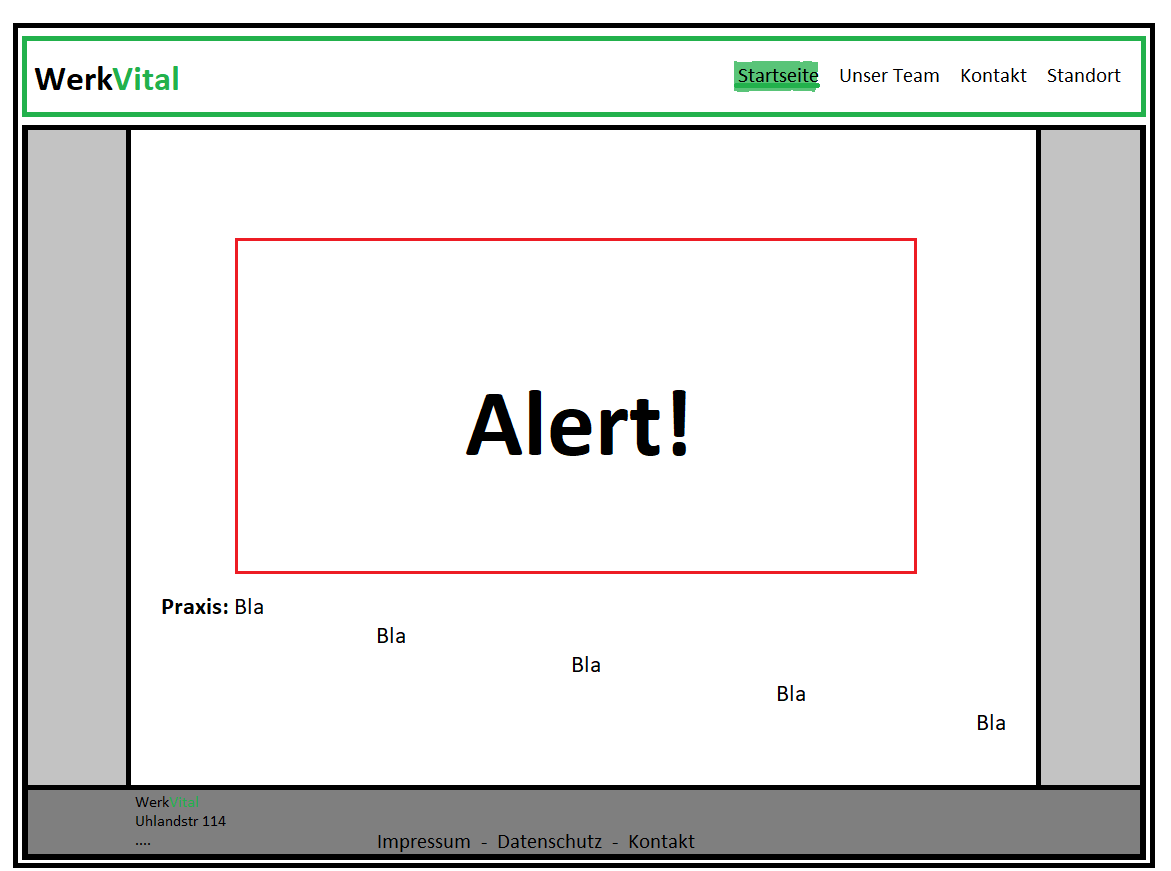 WerkVital
Startseite Unser Team Kontakt Standort
Alert!
Praxis: Bla
Bla
Bla
Bla
Bla
WerkVital
Uhlandstr 114
....
Impressum - Datenschutz - Kontakt